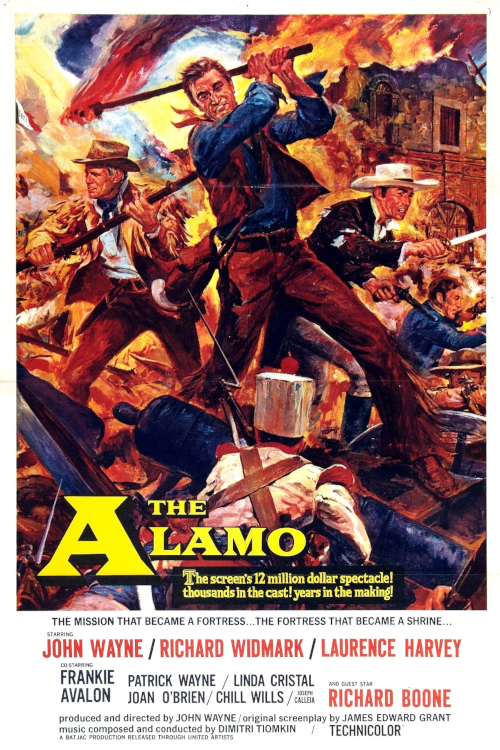 THE
ALAMO
The screen's 12 million dollar spectacle!
thousands in the cast! years in the making!
THE MISSION THAT BECAME A FORTRESS...THE FORTRESS THAT BECAME A SHRINE...
STARRING
JOHN WAYNE / RICHARD WIDMARK / LAURENCE HARVEY
CO-STARRING
FRANKIE
AVALON
PATRICK WAYNE / LINDA CRISTAL
JOAN O'BRIEN / CHILL WILLS / JOSEPH CALLEIA
AND GUEST STAR
RICHARD BOONE
produced and directed by JOHN WAYNE / original screenplay by JAMES EDWARD GRANT
music composed and conducted by DIMITRI TIOMKIN / TECHNICOLOR
A BATJAC PRODUCTION RELEASED THROUGH UNITED ARTISTS